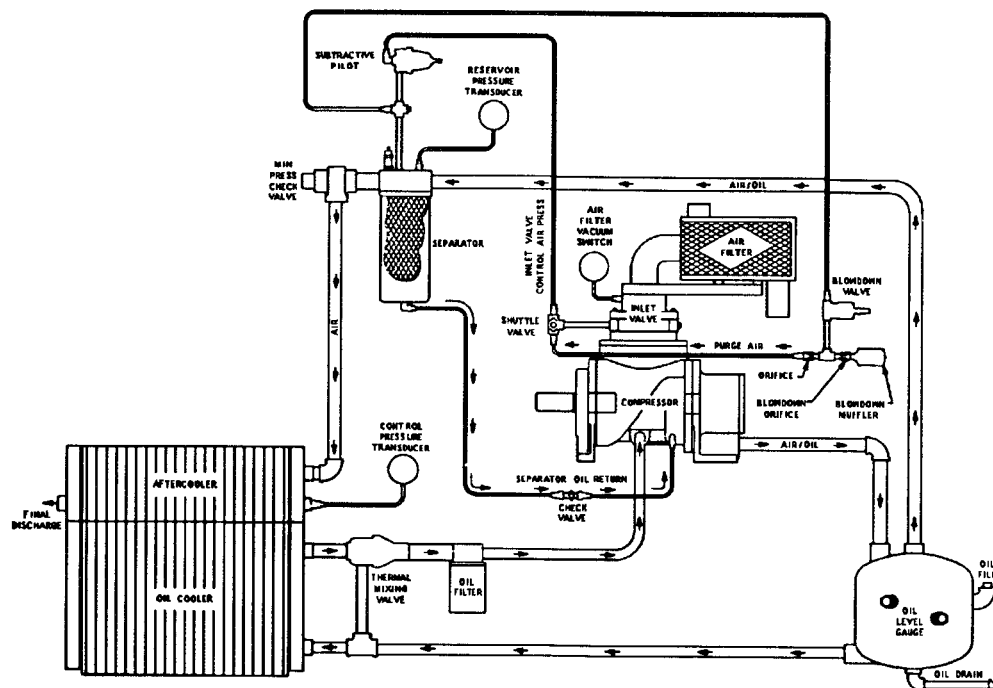 SUBTRACTIVE
PILOT
RESERVOIR
PRESSURE
TRANSDUCER
MIN
PRESS
CHECK
VALVE
AIR/OIL
SEPARATOR
INLET VALVE
CONTROL AIR PRESS
AIR
FILTER
VACUUM
SWITCH
AIR
FILTER
BLOWDOWN
VALVE
INLET
VALVE
SHUTTLE
VALVE
AIR
PURGE AIR
ORIFICE
BLOWDOWN
ORIFICE
BLOWDOWN
MUFFLER
COMPRESSOR
CONTROL
PRESSURE
TRANSDUCER
AIR/OIL
AFTERCOOLER
SEPARATOR OIL RETURN
CHECK
VALVE
FINAL
DISCHARGE
OIL COOLER
THERMAL
MIXING
VALVE
OIL
FILTER
OIL
FILL
OIL
LEVEL
GAUGE
OIL DRAIN